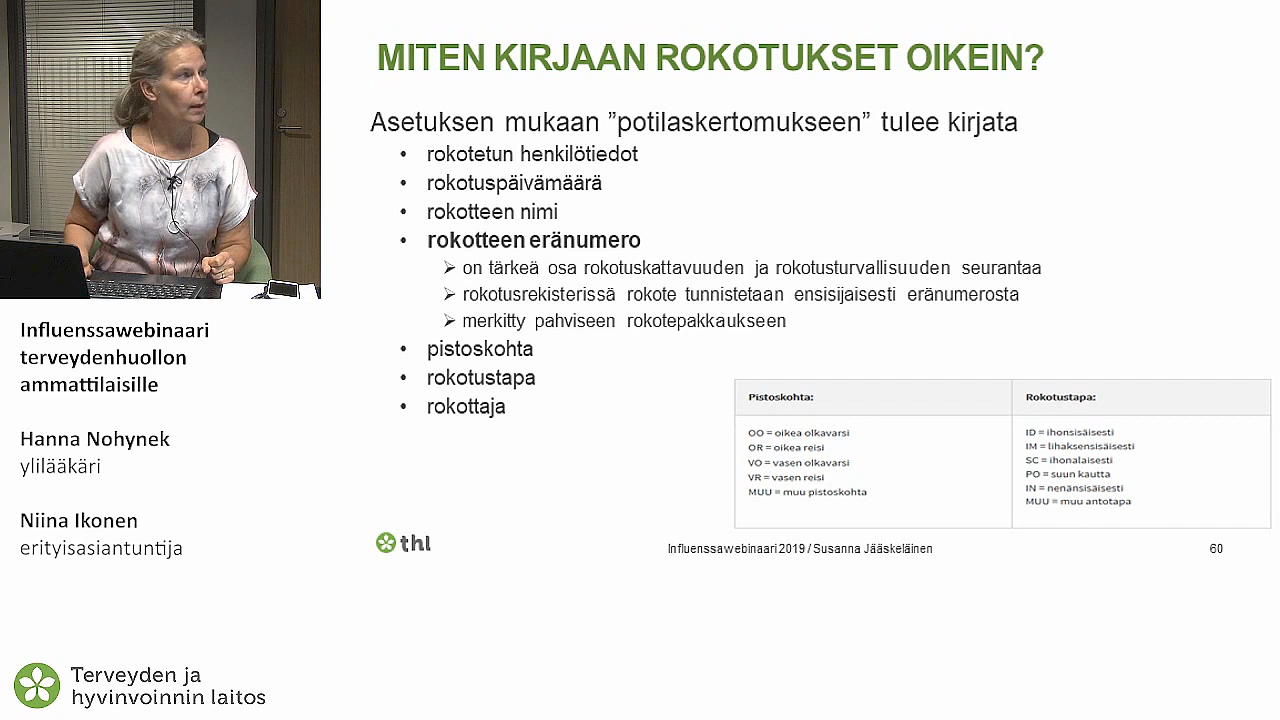 MITEN KIRJAAN ROKOTUKSET OIKEIN?
Asetuksen mukaan ”potilaskertomukseen” tulee kirjata
• rokotetun henkilötiedot
• rokotuspäivämäärä
• rokotteen nimi
• rokotteen eränumero
➢ on tärkeä osa rokotuskattavuuden ja rokotusturvallisuuden seurantaa
➢ rokotusrekisterissä rokote tunnistetaan ensisijaisesti eränumerosta
➢ merkitty pahviseen rokotepakkaukseen
• pistoskohta
• rokotustapa
• rokottaja
Pistoskohta:
OO = oikea olkavarsi
OR = oikea reisi
VO = vasen olkavarsi
VR = vasen reisi
MUU = muu pistoskohta
Rokotustapa:
ID = ihonsisäisesti
IM = lihaksensisäisesti
SC = ihonalaisesti
PO = suun kautta
IN = nenänsisäisesti
MUU = muu antotapa
thl
Influenssawebinaari 2019 / Susanna Jääskeläinen
60
Influenssawebinaari
terveydenhuollon
ammattilaisille
Hanna Nohynek
ylilääkäri
Niina Ikonen
erityisasiantuntija
Terveyden ja
hyvinvoinnin laitos